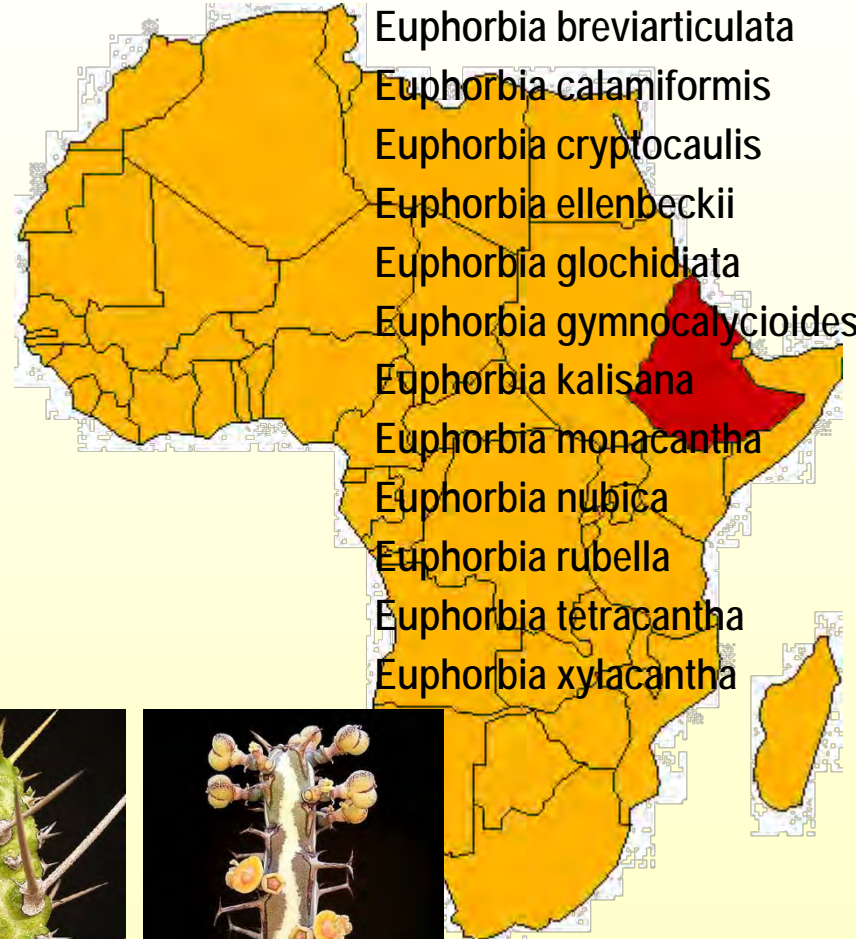 Euphorbia breviarticulata
Euphorbia calamiformis
Euphorbia cryptocaulis
Euphorbia ellenbeckii
Euphorbia glochidiata
Euphorbia gymnocalycioides
Euphorbia kalisana
Euphorbia monacantha
Euphorbia nubica
Euphorbia rubella
Euphorbia tetracantha
Euphorbia xylacantha